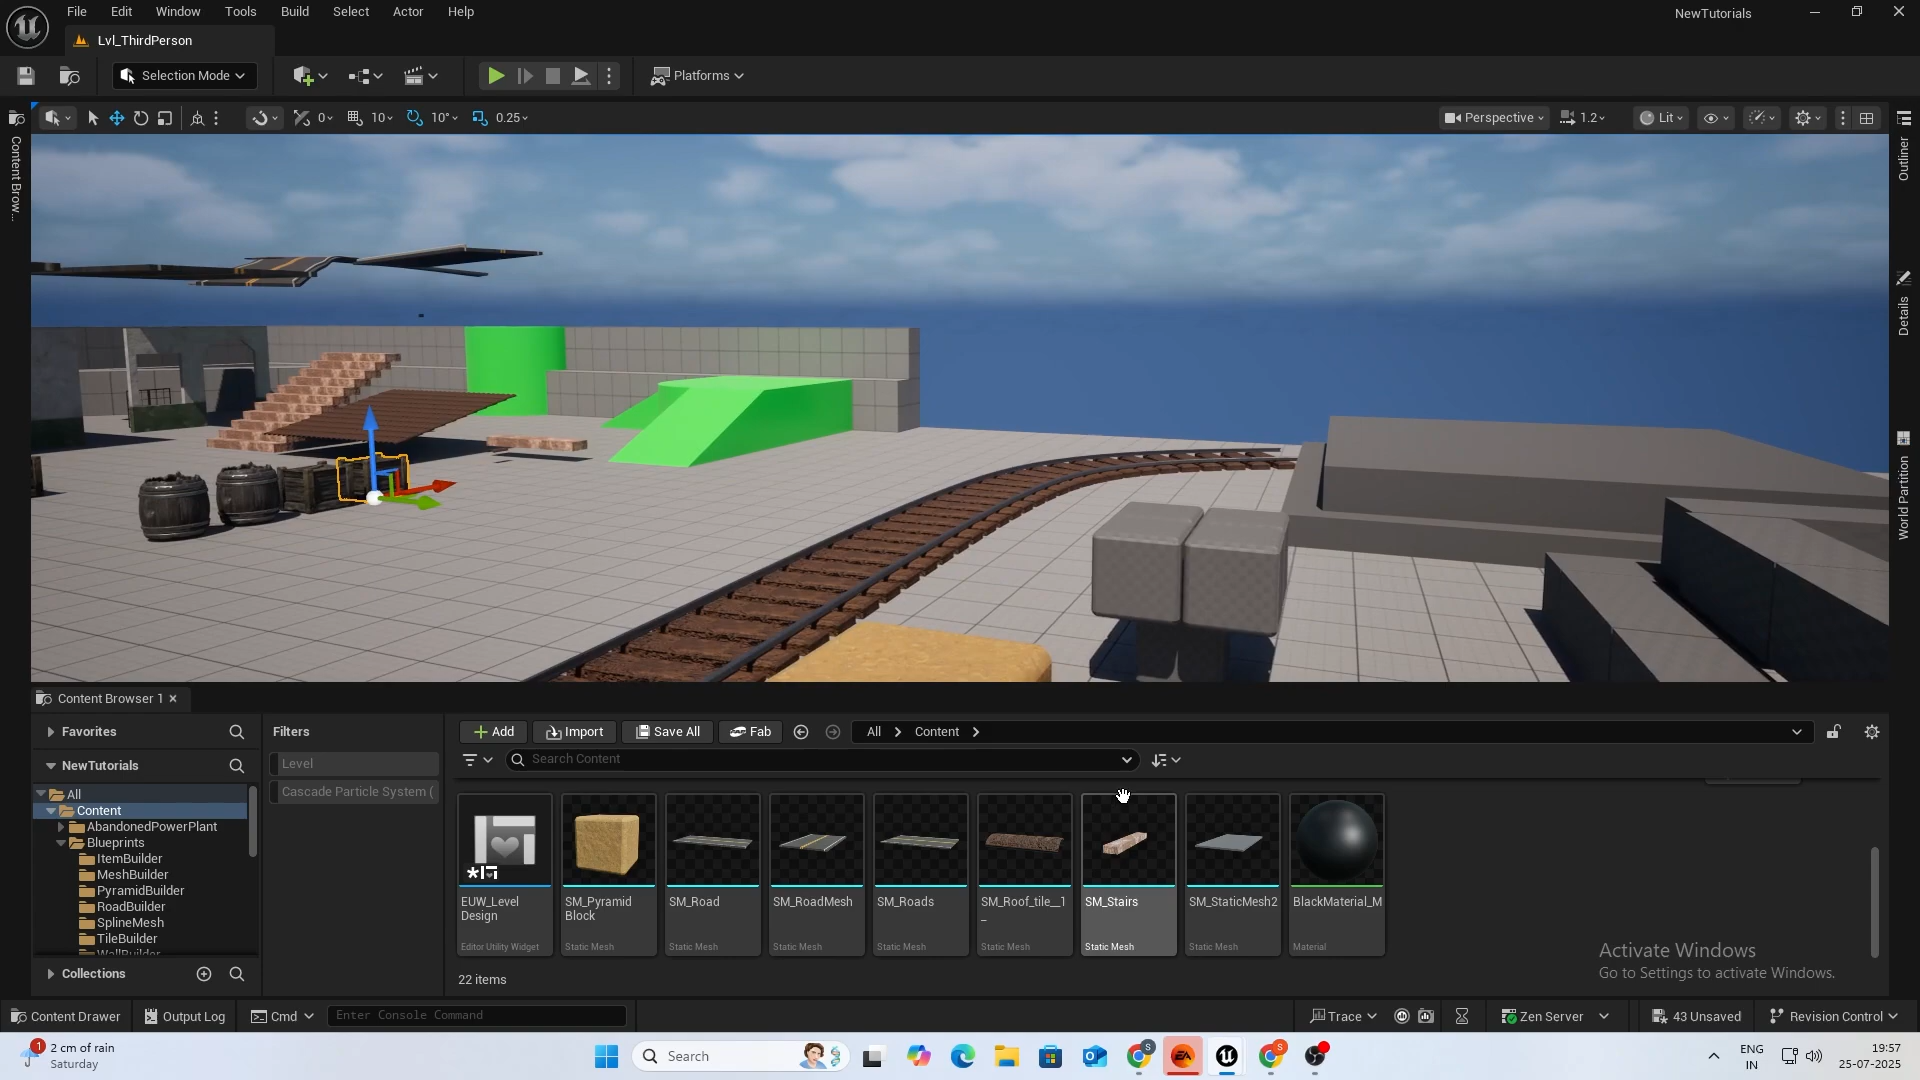 File Edit Window Tools Build Select Actor Help
NewTutorials
Lvl_ThirdPerson
Selection Mode
Platforms
0 10 10° 0.25
Perspective 1.2 Lit
Content Brow...
Outliner
Details
World Partition
Content Browser 1
Favorites
Filters
Add Import Save All Fab All Content
Search Content
NewTutorials
Level
Cascade Particle System (
All
Content
AbandonedPowerPlant
Blueprints
ItemBuilder
MeshBuilder
PyramidBuilder
RoadBuilder
SplineMesh
TileBuilder
WallBuilder
Collections
EUW_Level
Design
Editor Utility Widget
SM_Pyramid
Block
Static Mesh
SM_Road
Static Mesh
SM_RoadMesh
Static Mesh
SM_Roads
Static Mesh
SM_Roof_tile__1
_
Static Mesh
SM_Stairs
Static Mesh
SM_StaticMesh2
Static Mesh
BlackMaterial_M
Material
22 items
Activate Windows
Go to Settings to activate Windows.
Content Drawer Output Log Cmd Enter Console Command
Trace Zen Server 43 Unsaved Revision Control
1
2 cm of rain
Saturday
Search
ENG
IN
19:57
25-07-2025